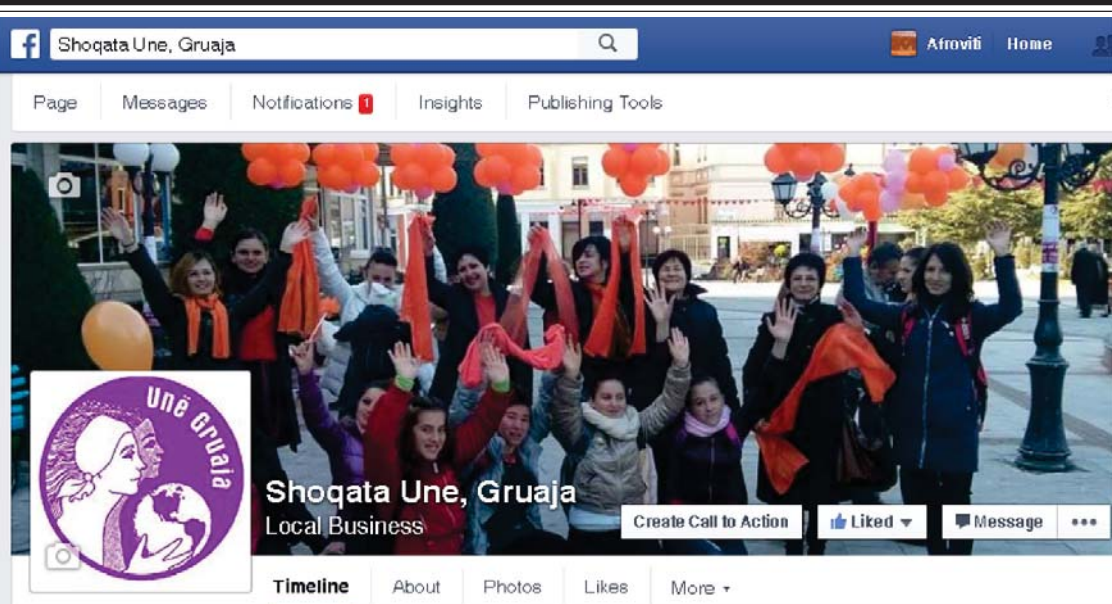 f Shoqata Une, Gruaja Afroviti Home
Page Messages Notifications 1 Insights Publishing Tools
Unë Gruaja
Shoqata Une, Gruaja
Local Business
Create Call to Action Liked Message
Timeline About Photos Likes More